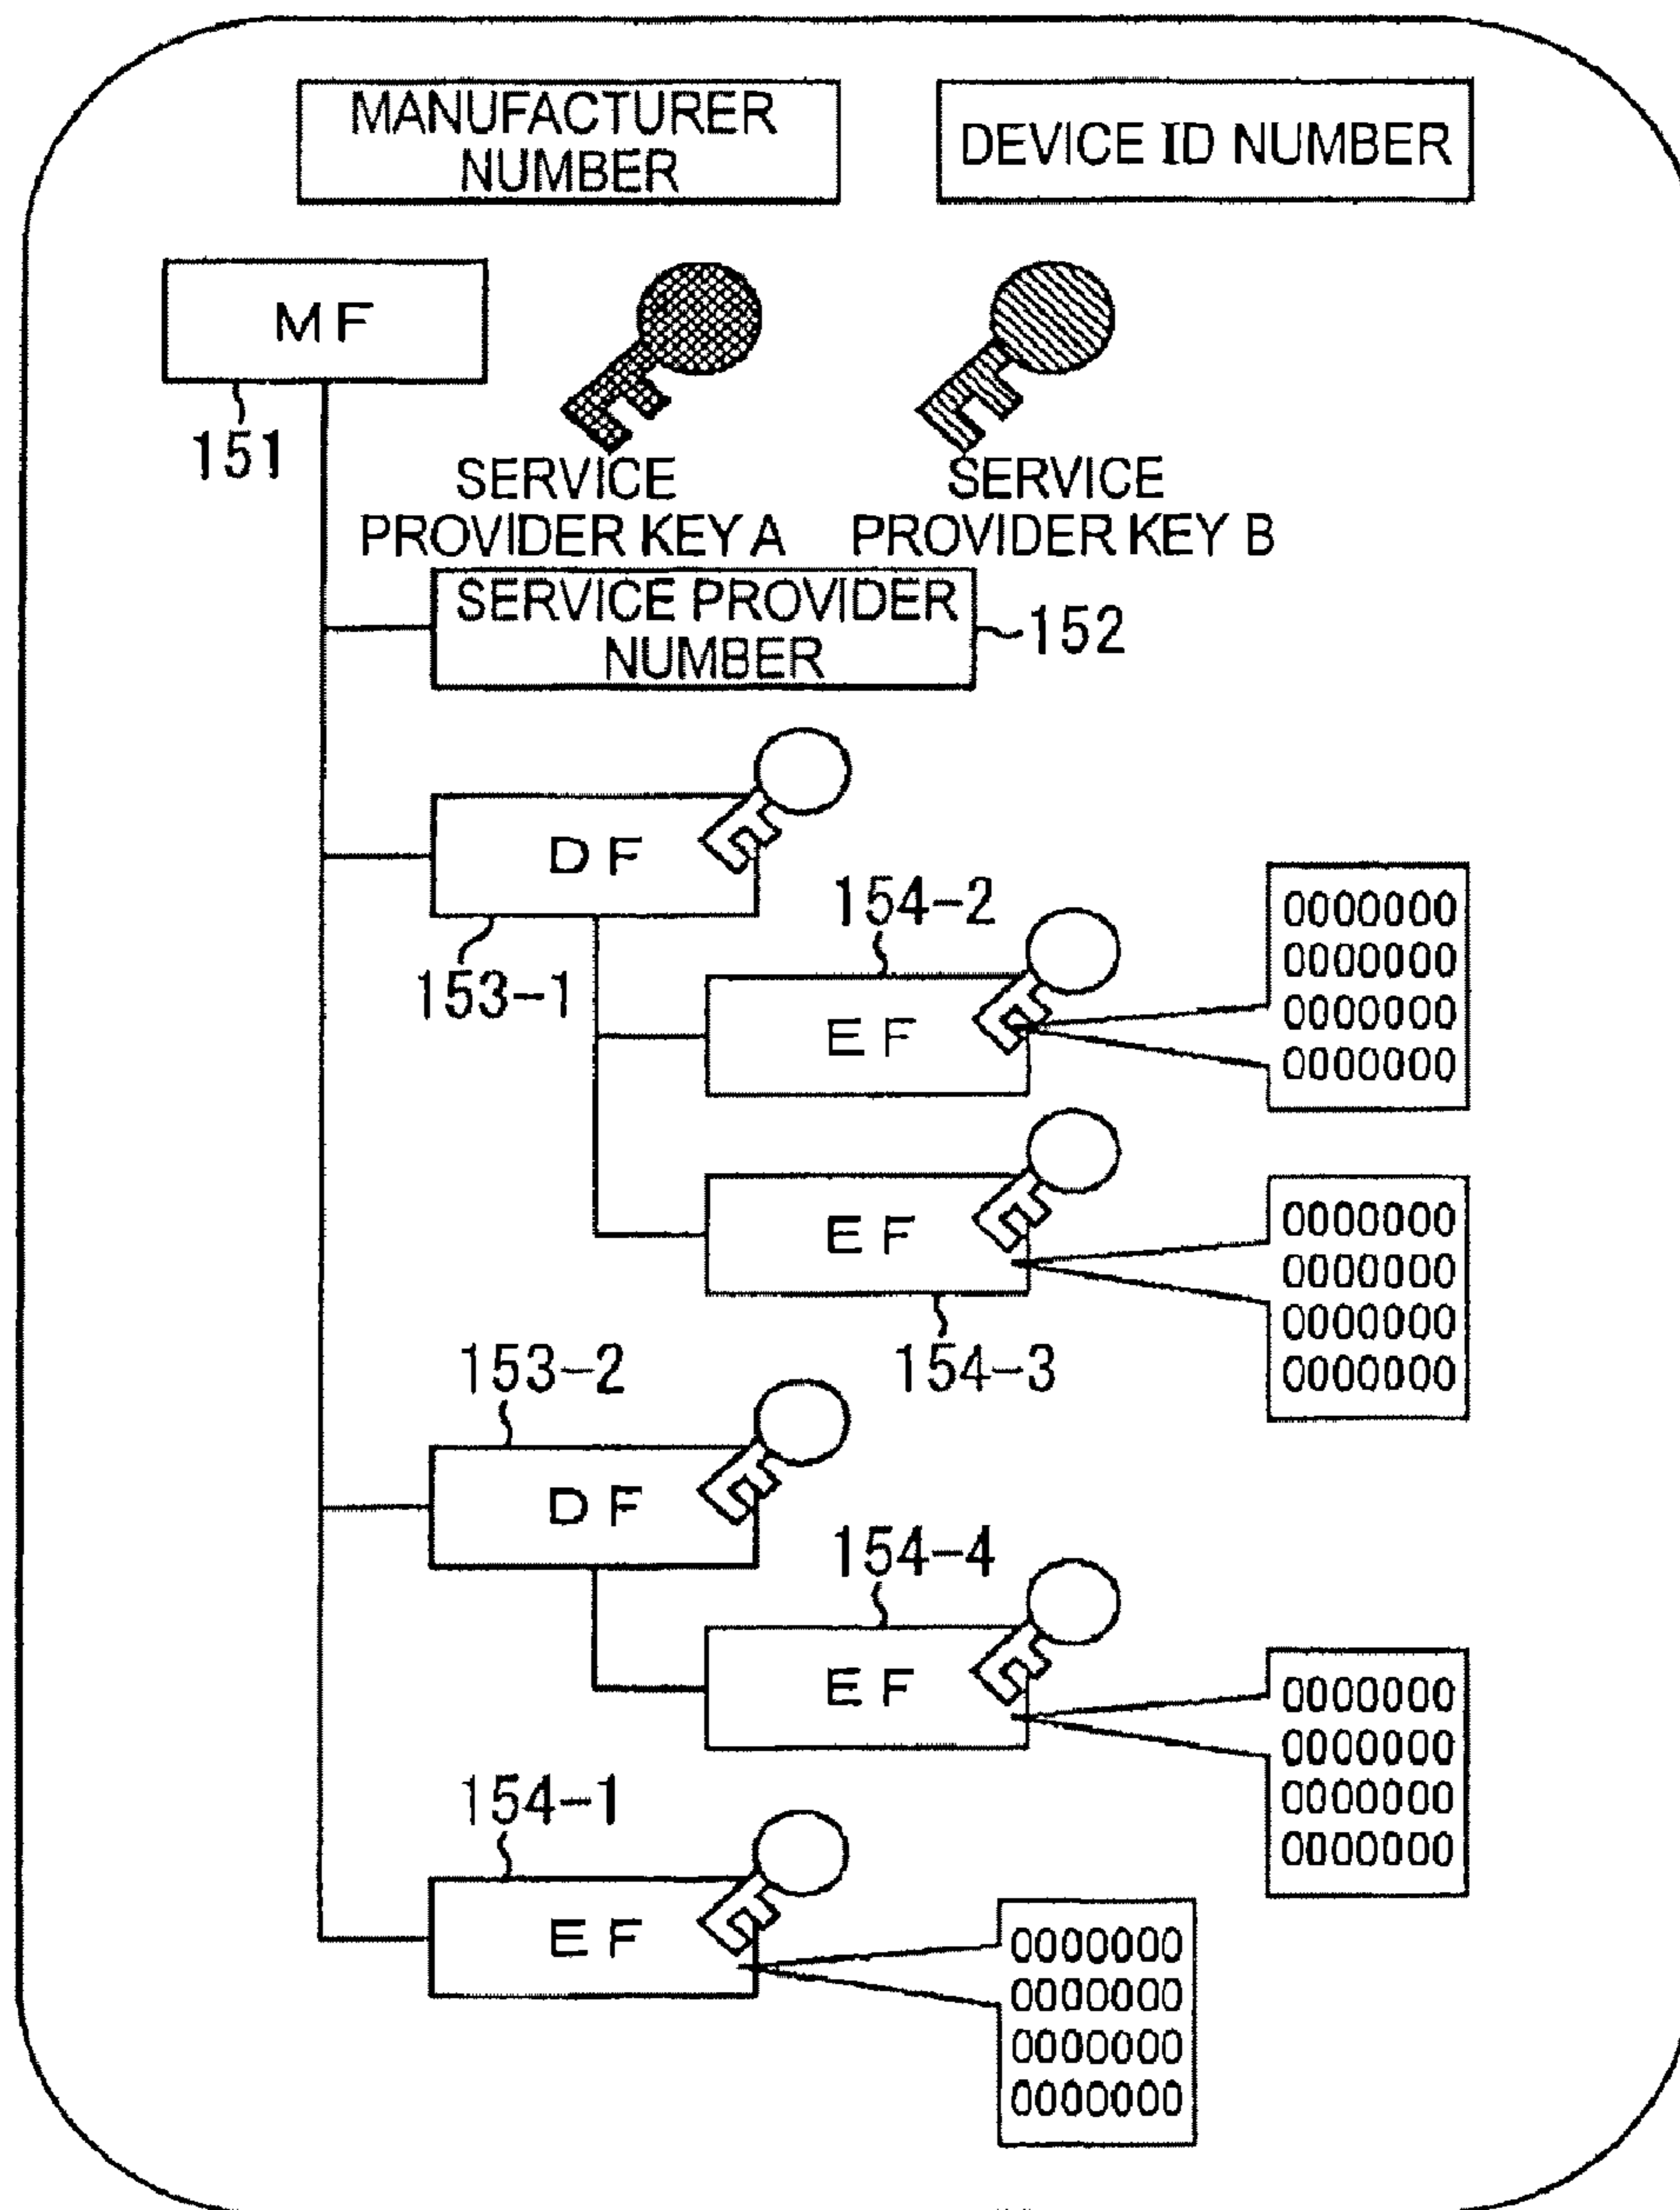 MANUFACTURER
NUMBER
DEVICE ID NUMBER
MF
151
SERVICE
PROVIDER KEY A
SERVICE
PROVIDER KEY B
SERVICE PROVIDER
NUMBER
152
DF
153-1
154-2
EF
0000000
0000000
0000000
0000000
EF
154-3
0000000
0000000
0000000
0000000
153-2
DF
154-4
EF
0000000
0000000
0000000
0000000
154-1
EF
0000000
0000000
0000000
0000000